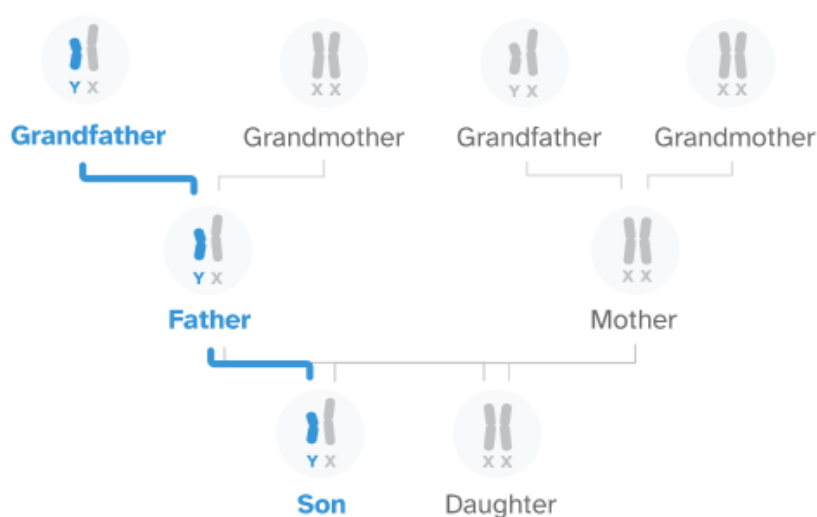 Y X
X X
Y X
X X
Grandfather
Grandmother
Grandfather
Grandmother
Y X
X X
Father
Mother
Y X
X X
Son
Daughter